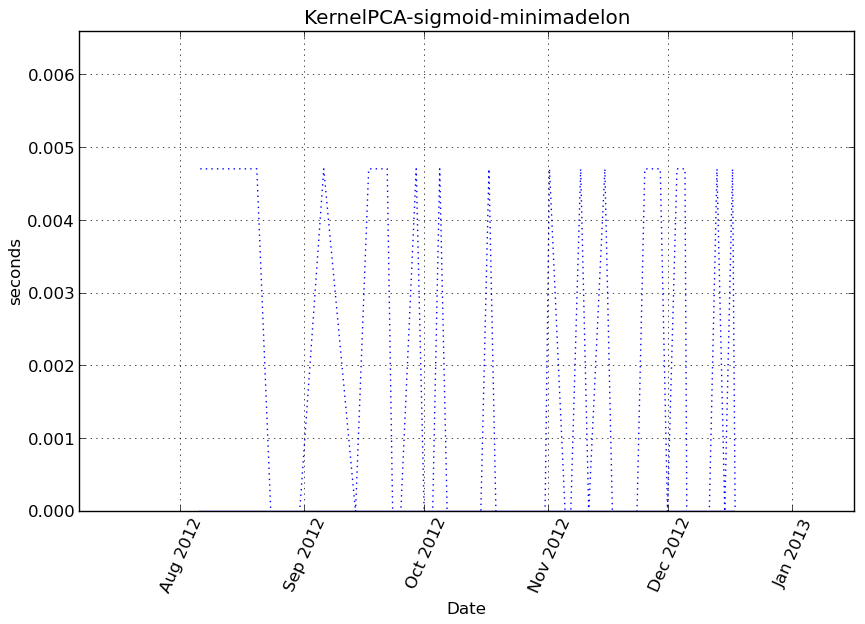 KernelPCA-sigmoid-minimadelon
0.006
0.005
0.004
0.003
0.002
0.001
0.000
seconds
Aug 2012
Sep 2012
Oct 2012
Nov 2012
Dec 2012
Jan 2013
Date